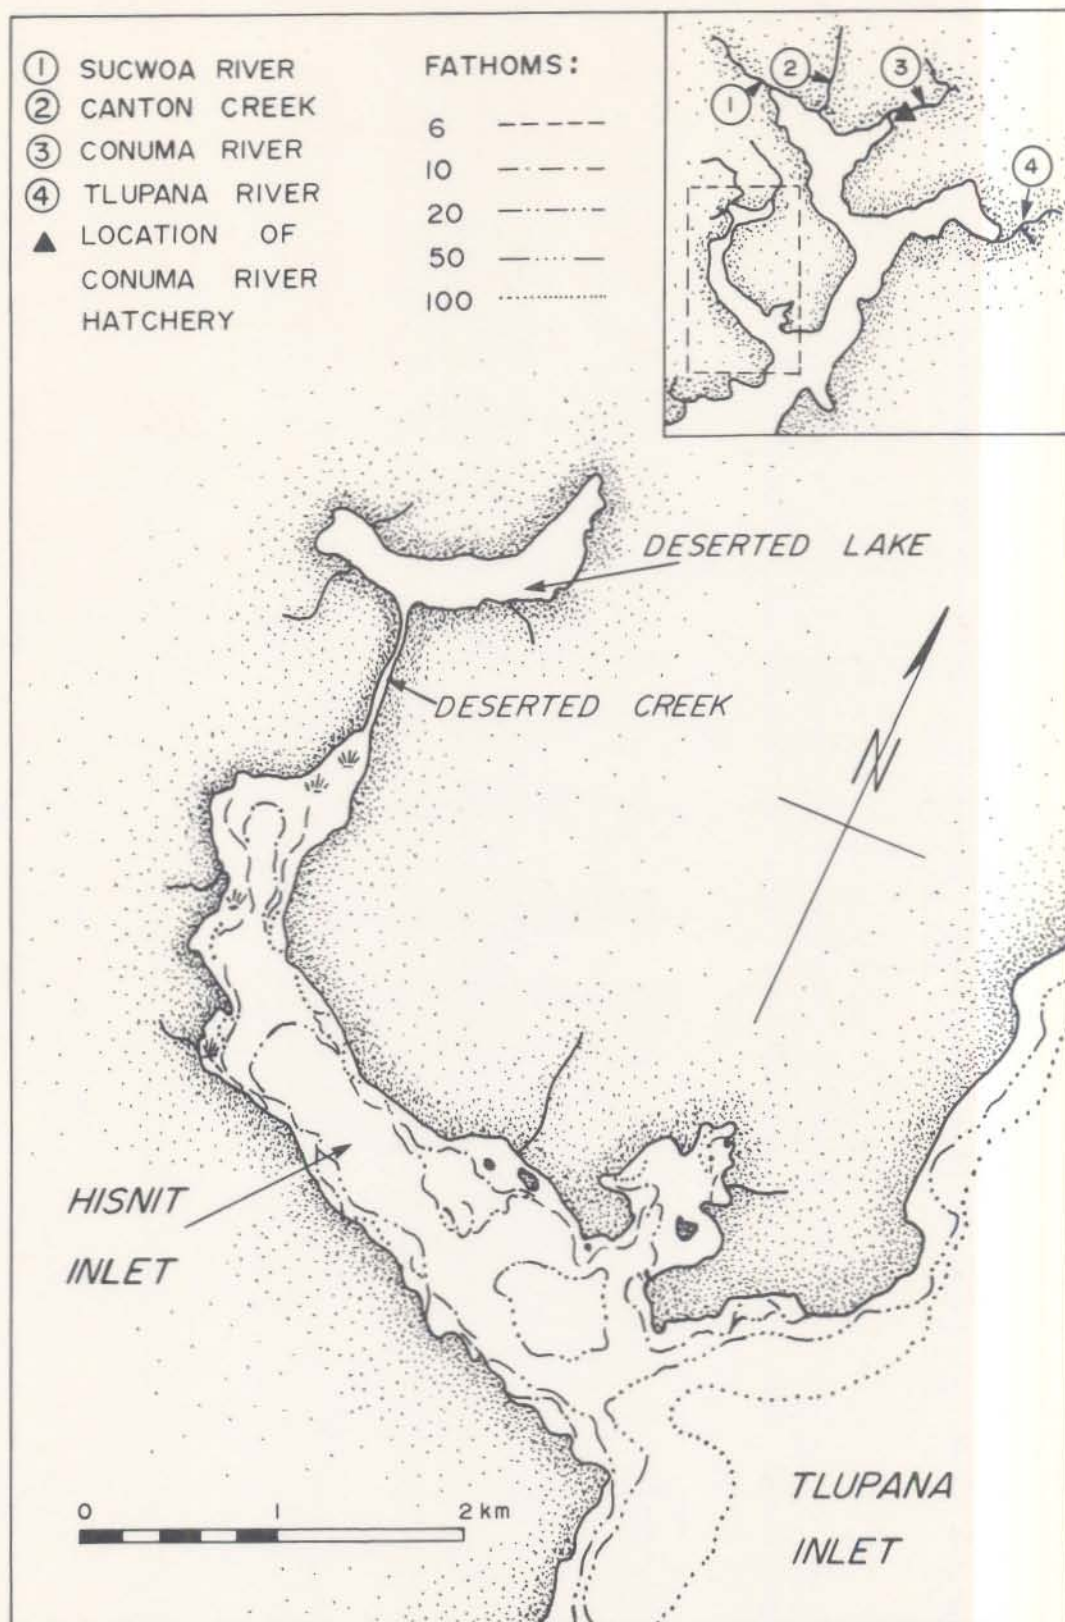 ① SUCWOA RIVER
② CANTON CREEK
③ CONUMA RIVER
④ TLUPANA RIVER
▲ LOCATION OF
CONUMA RIVER
HATCHERY
FATHOMS:
6
10
20
50
100
1
2
3
4
DESERTED LAKE
DESERTED CREEK
N
HISNIT
INLET
0 1 2 km
TLUPANA
INLET